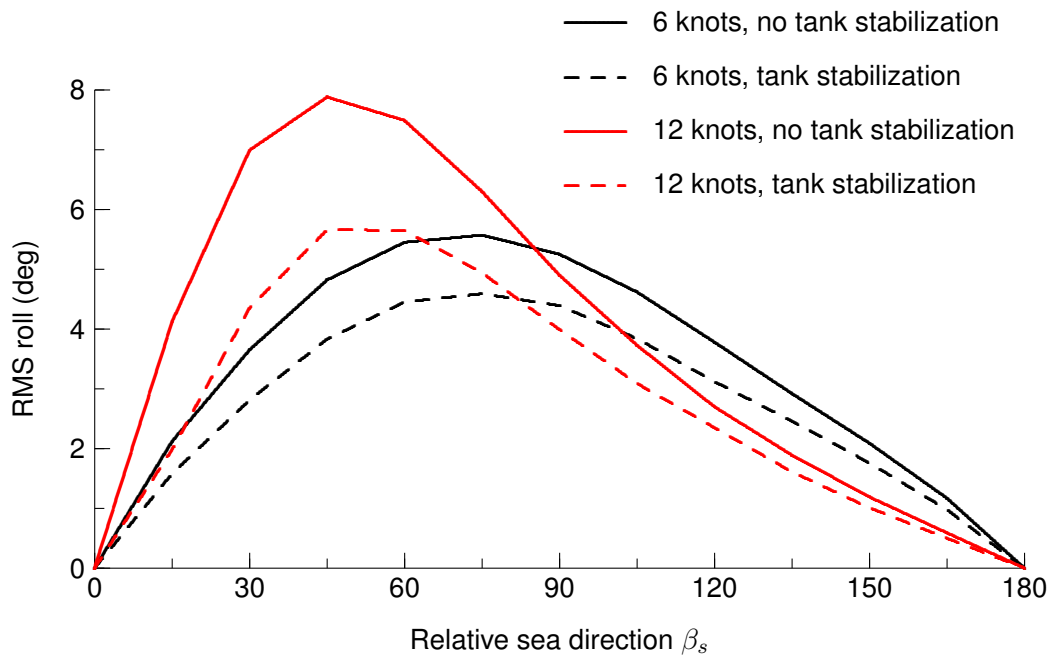 6 knots, no tank stabilization
6 knots, tank stabilization
12 knots, no tank stabilization
12 knots, tank stabilization
8
6
4
2
0
RMS roll (deg)
0 30 60 90 120 150 180
Relative sea direction βs